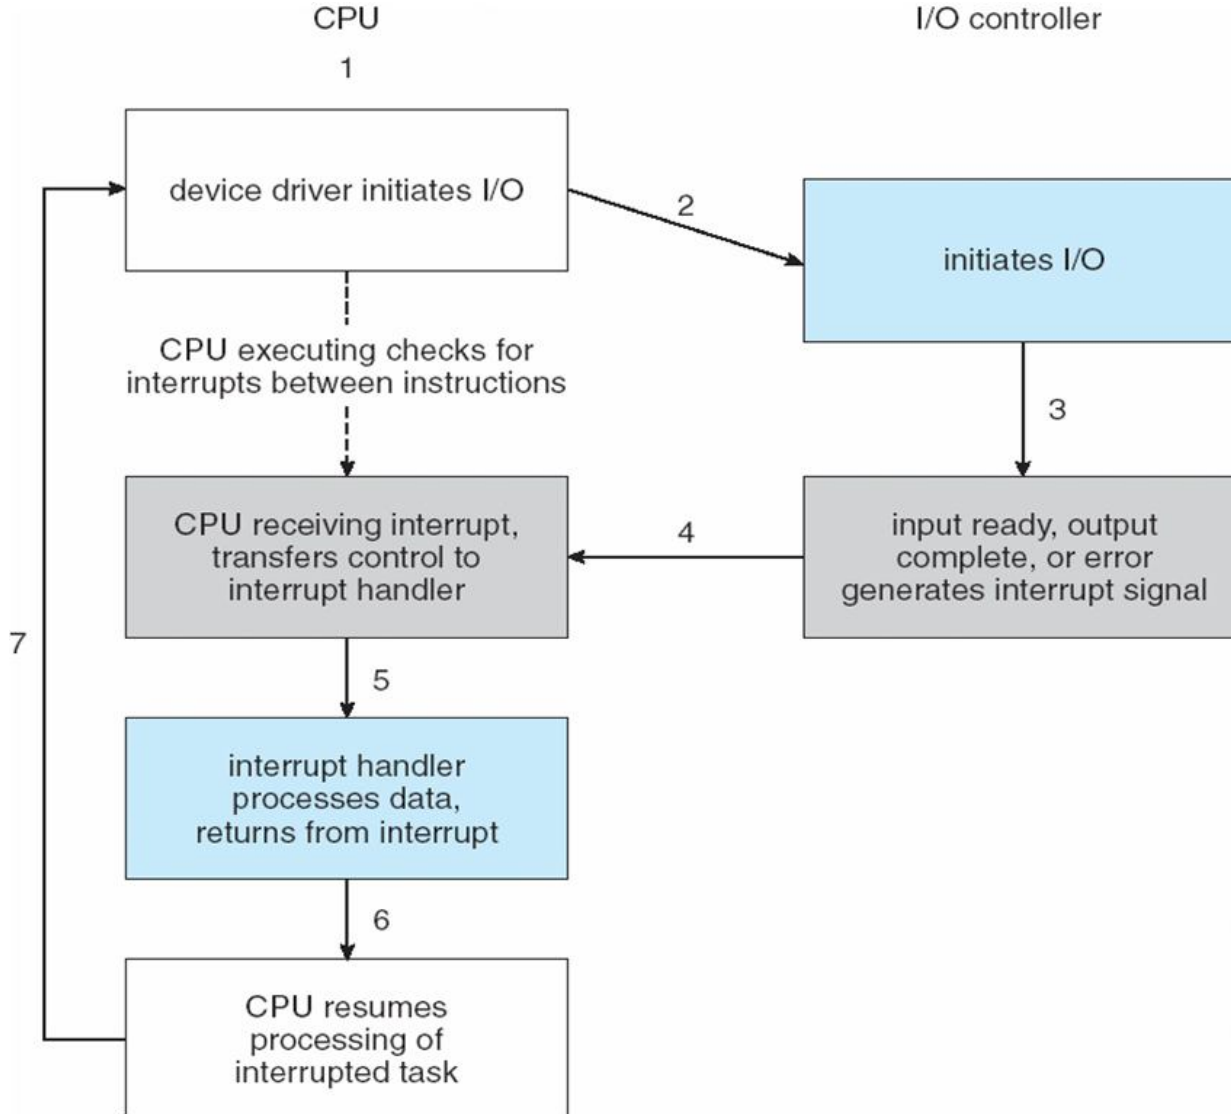 CPU
I/O controller
1
device driver initiates I/O
2
initiates I/O
CPU executing checks for
interrupts between instructions
3
CPU receiving interrupt,
transfers control to
interrupt handler
4
input ready, output
complete, or error
generates interrupt signal
7
5
interrupt handler
processes data,
returns from interrupt
6
CPU resumes
processing of
interrupted task